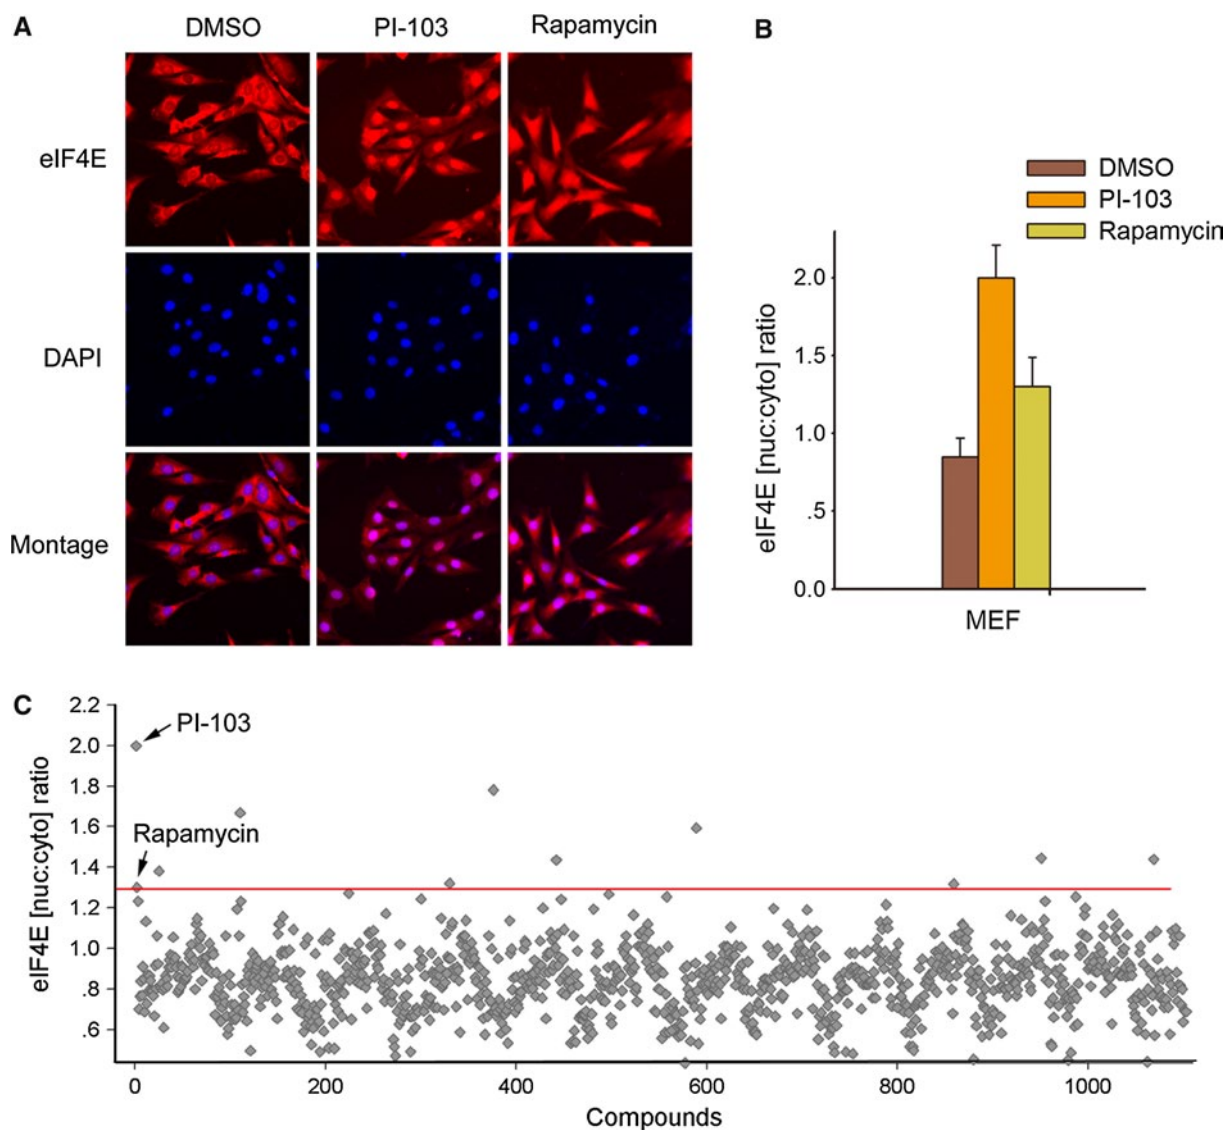 A
DMSO
PI-103
Rapamycin
eIF4E
DAPI
Montage
B
DMSO
PI-103
Rapamycin
eIF4E [nuc:cyto] ratio
2.0
1.5
1.0
.5
0.0
MEF
C
eIF4E [nuc:cyto] ratio
2.2
2.0
1.8
1.6
1.4
1.2
1.0
.8
.6
PI-103
Rapamycin
0
200
400
600
800
1000
Compounds